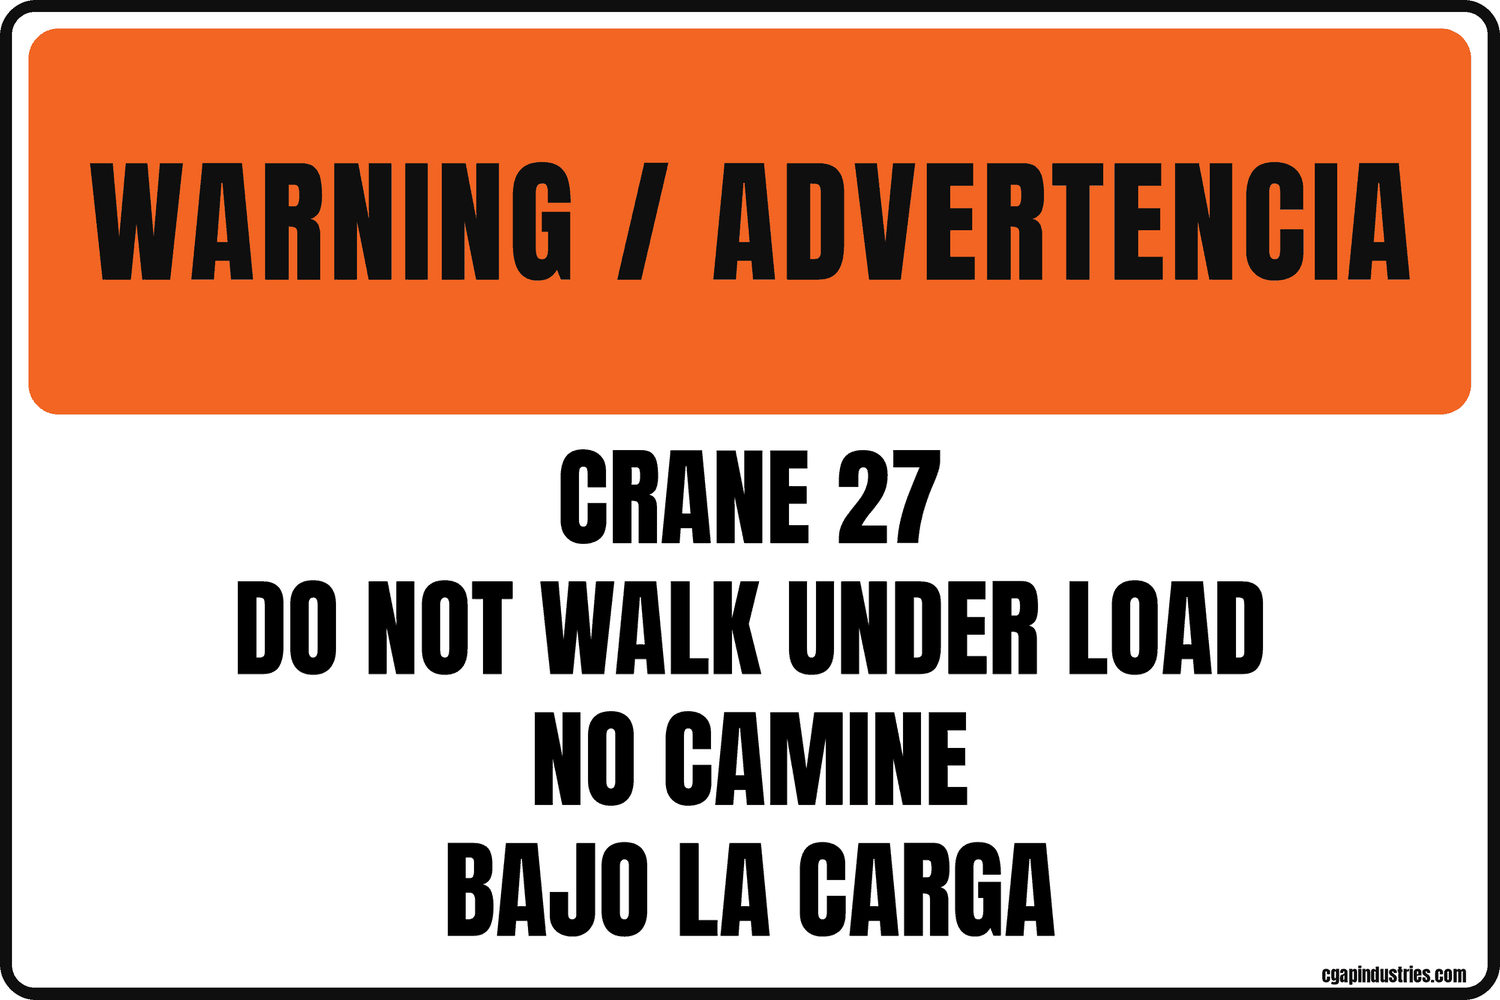 WARNING / ADVERTENCIA
CRANE 27
DO NOT WALK UNDER LOAD
NO CAMINE
BAJO LA CARGA
cgapindustries.com